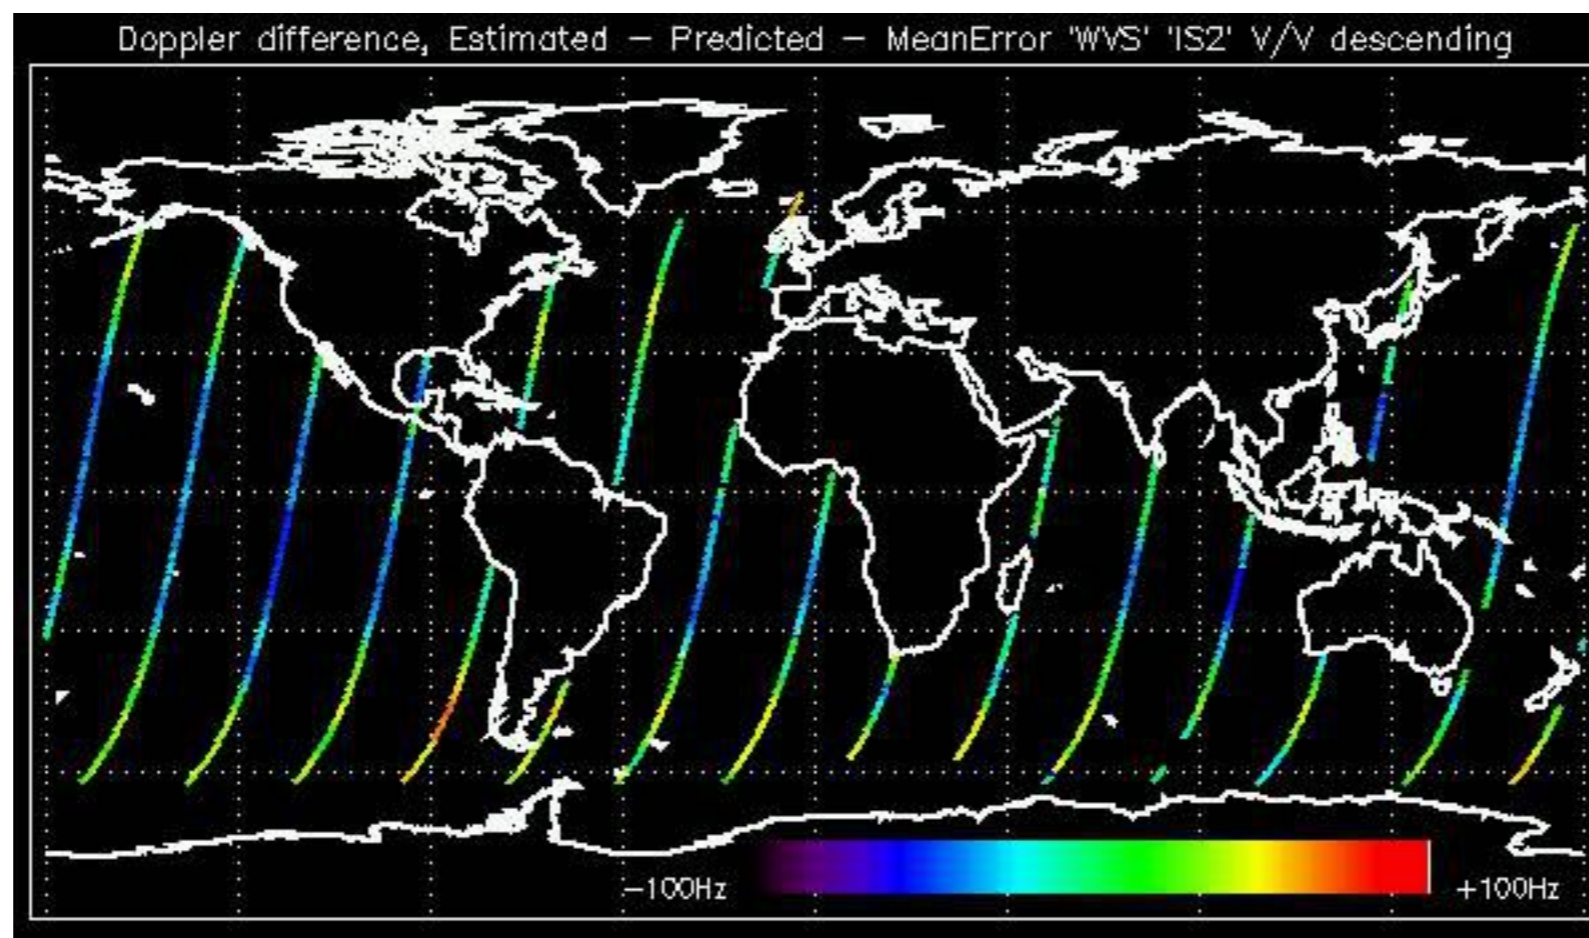 Doppler difference, Estimated – Predicted – MeanError 'WVS' 'IS2' V/V descending
–100Hz
+100Hz